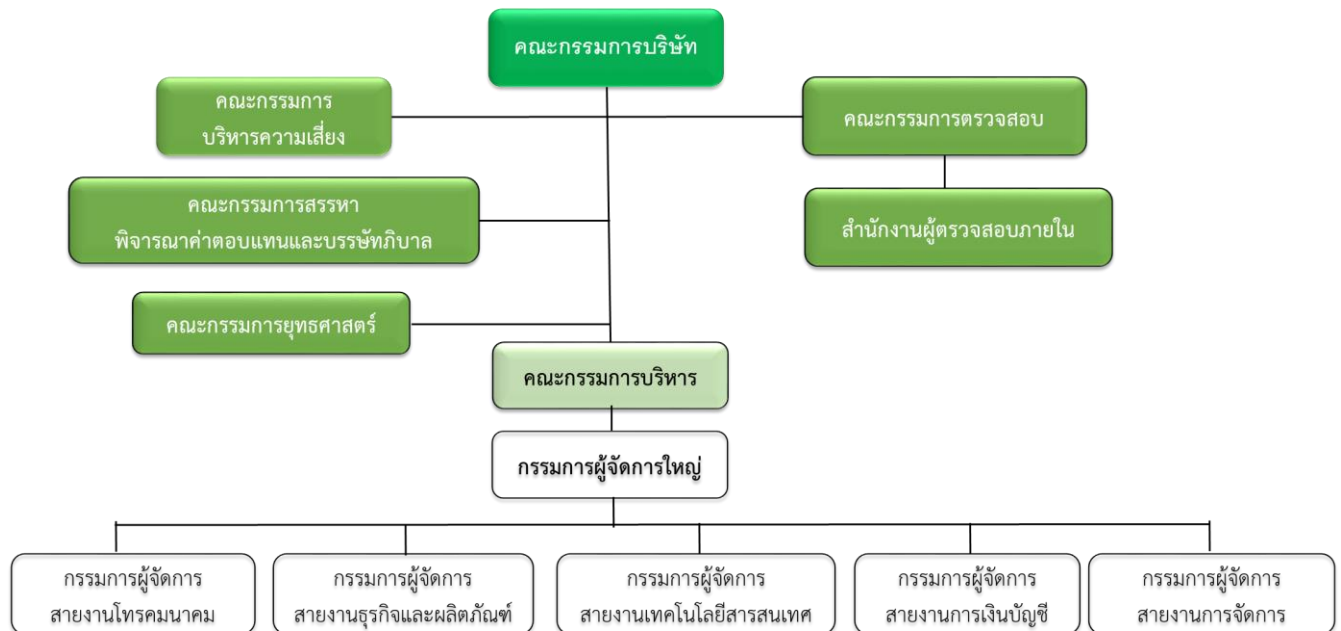 คณะกรรมการบริษัท
คณะกรรมการ
บริหารความเสี่ยง
คณะกรรมการตรวจสอบ
คณะกรรมการสรรหา
พิจารณาค่าตอบแทนและบรรษัทภิบาล
สำนักงานผู้ตรวจสอบภายใน
คณะกรรมการยุทธศาสตร์
คณะกรรมการบริหาร
กรรมการผู้จัดการใหญ่
กรรมการผู้จัดการ
สายงานโทรคมนาคม
กรรมการผู้จัดการ
สายงานธุรกิจและผลิตภัณฑ์
กรรมการผู้จัดการ
สายงานเทคโนโลยีสารสนเทศ
กรรมการผู้จัดการ
สายงานการเงินบัญชี
กรรมการผู้จัดการ
สายงานการจัดการ